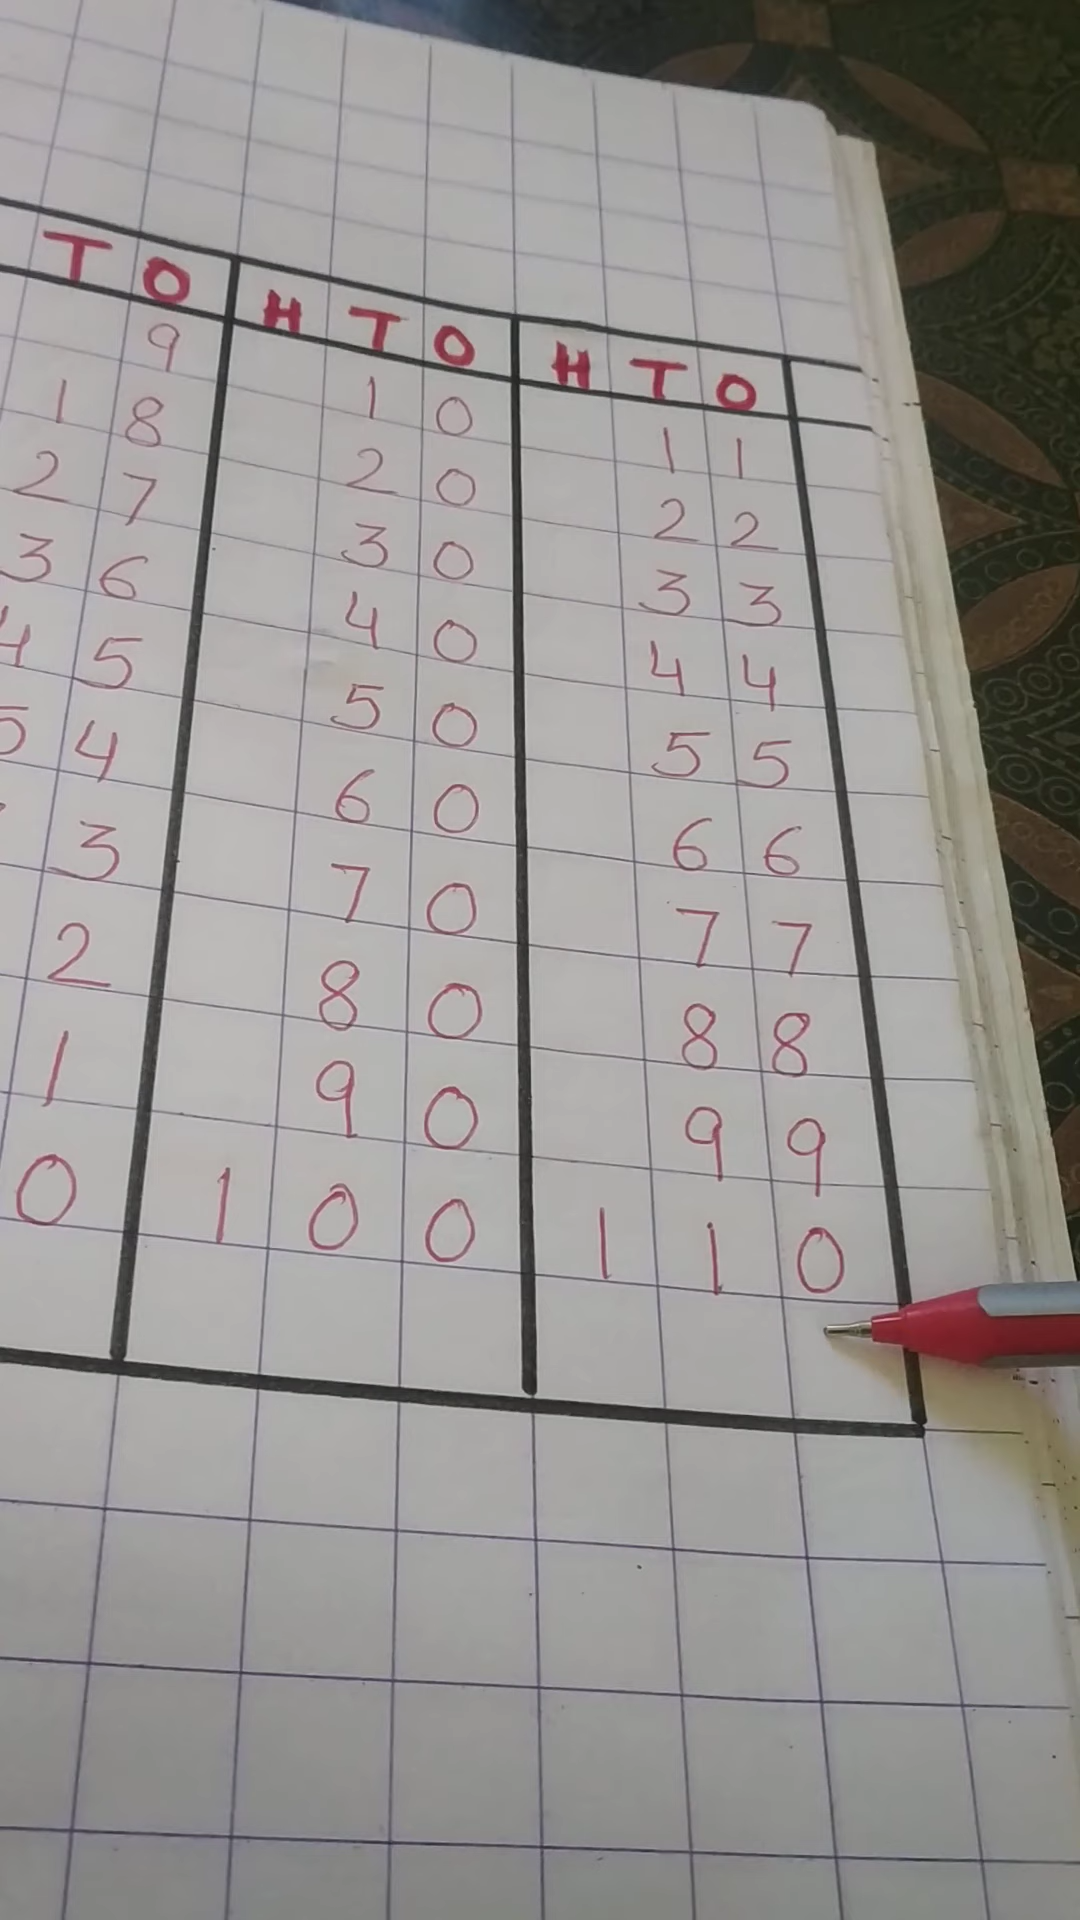 T O H T O H T O
9 1 0 1 1
1 8 2 0 2 2
2 7 3 0 3 3
3 6 4 0 4 4
4 5 5 0 5 5
5 4 6 0 6 6
3 7 0 7 7
2 8 0 8 8
1 9 0 9 9
0 1 0 0 1 1 0